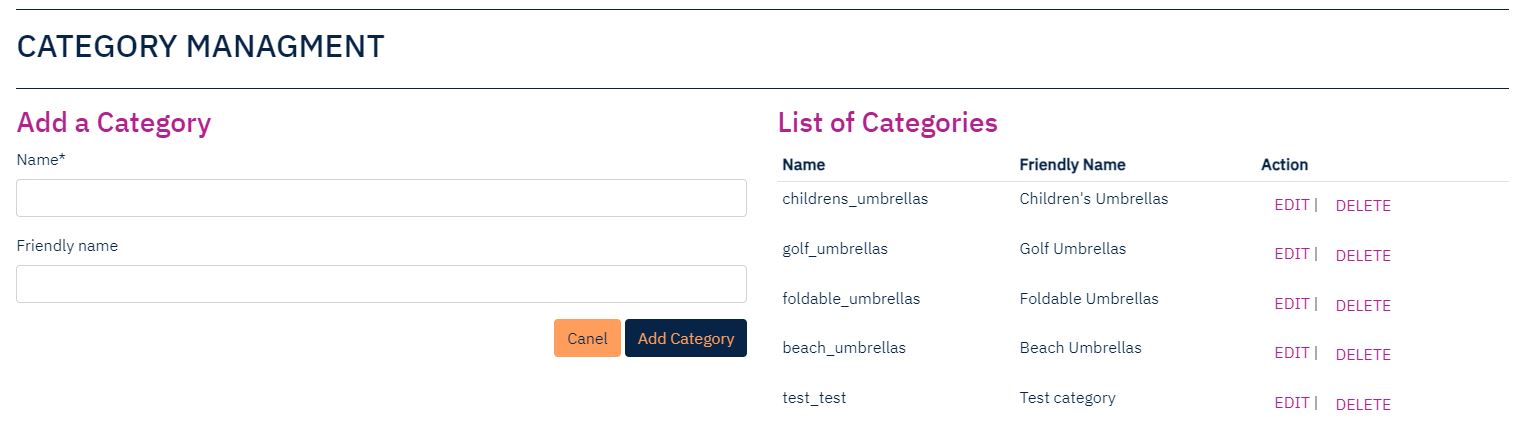 CATEGORY MANAGMENT
Add a Category
Name*
Friendly name
Canel Add Category
List of Categories
Name Friendly Name Action
childrens_umbrellas Children's Umbrellas EDIT | DELETE
golf_umbrellas Golf Umbrellas EDIT | DELETE
foldable_umbrellas Foldable Umbrellas EDIT | DELETE
beach_umbrellas Beach Umbrellas EDIT | DELETE
test_test Test category EDIT | DELETE